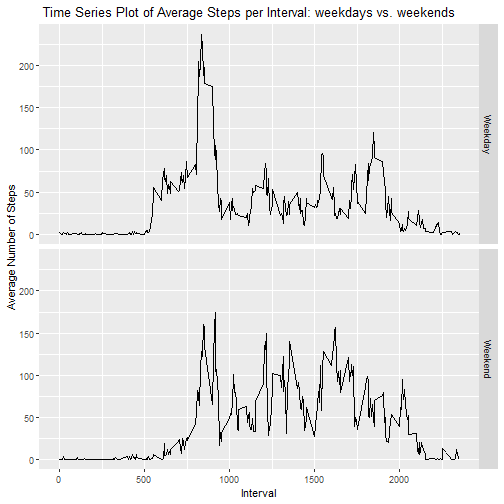 Time Series Plot of Average Steps per Interval: weekdays vs. weekends
Average Number of Steps
200
150
100
50
0
Weekday
200
150
100
50
0
Weekend
0 500 1000 1500 2000
Interval